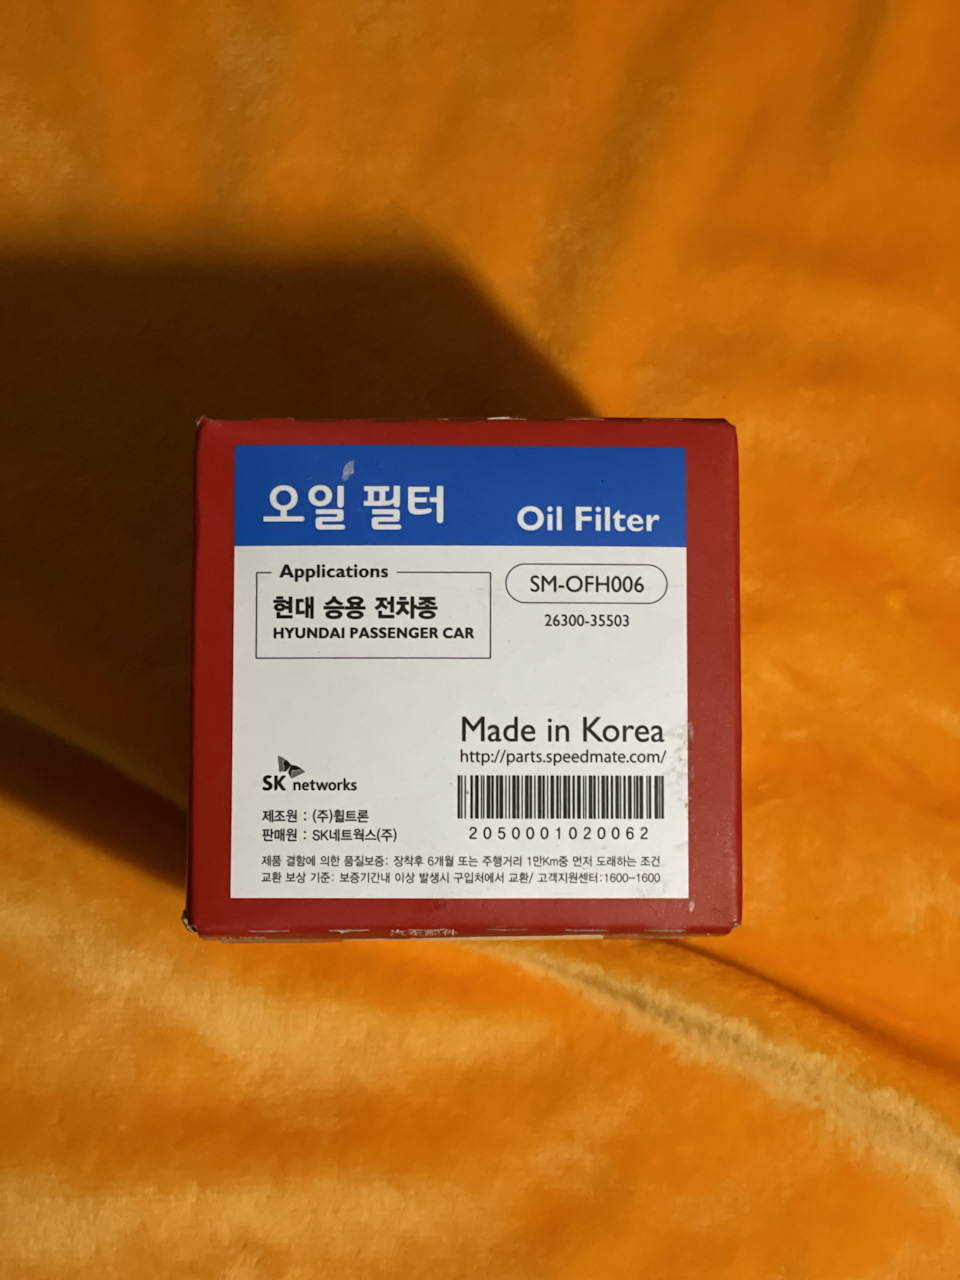 오일 필터
Oil Filter
Applications
현대 승용 전차종
HYUNDAI PASSENGER CAR
SM-OFH006
26300-35503
Made in Korea
http://parts.speedmate.com/
SK networks
2050001020062
제조원 : (주)휠트론
판매원 : SK네트웍스(주)
제품 결함에 의한 품질보증: 장착후 6개월 또는 주행거리 1만Km중 먼저 도래하는 조건
교환 보상 기준: 보증기간내 이상 발생시 구입처에서 교환/ 고객지원센터:1600-1600